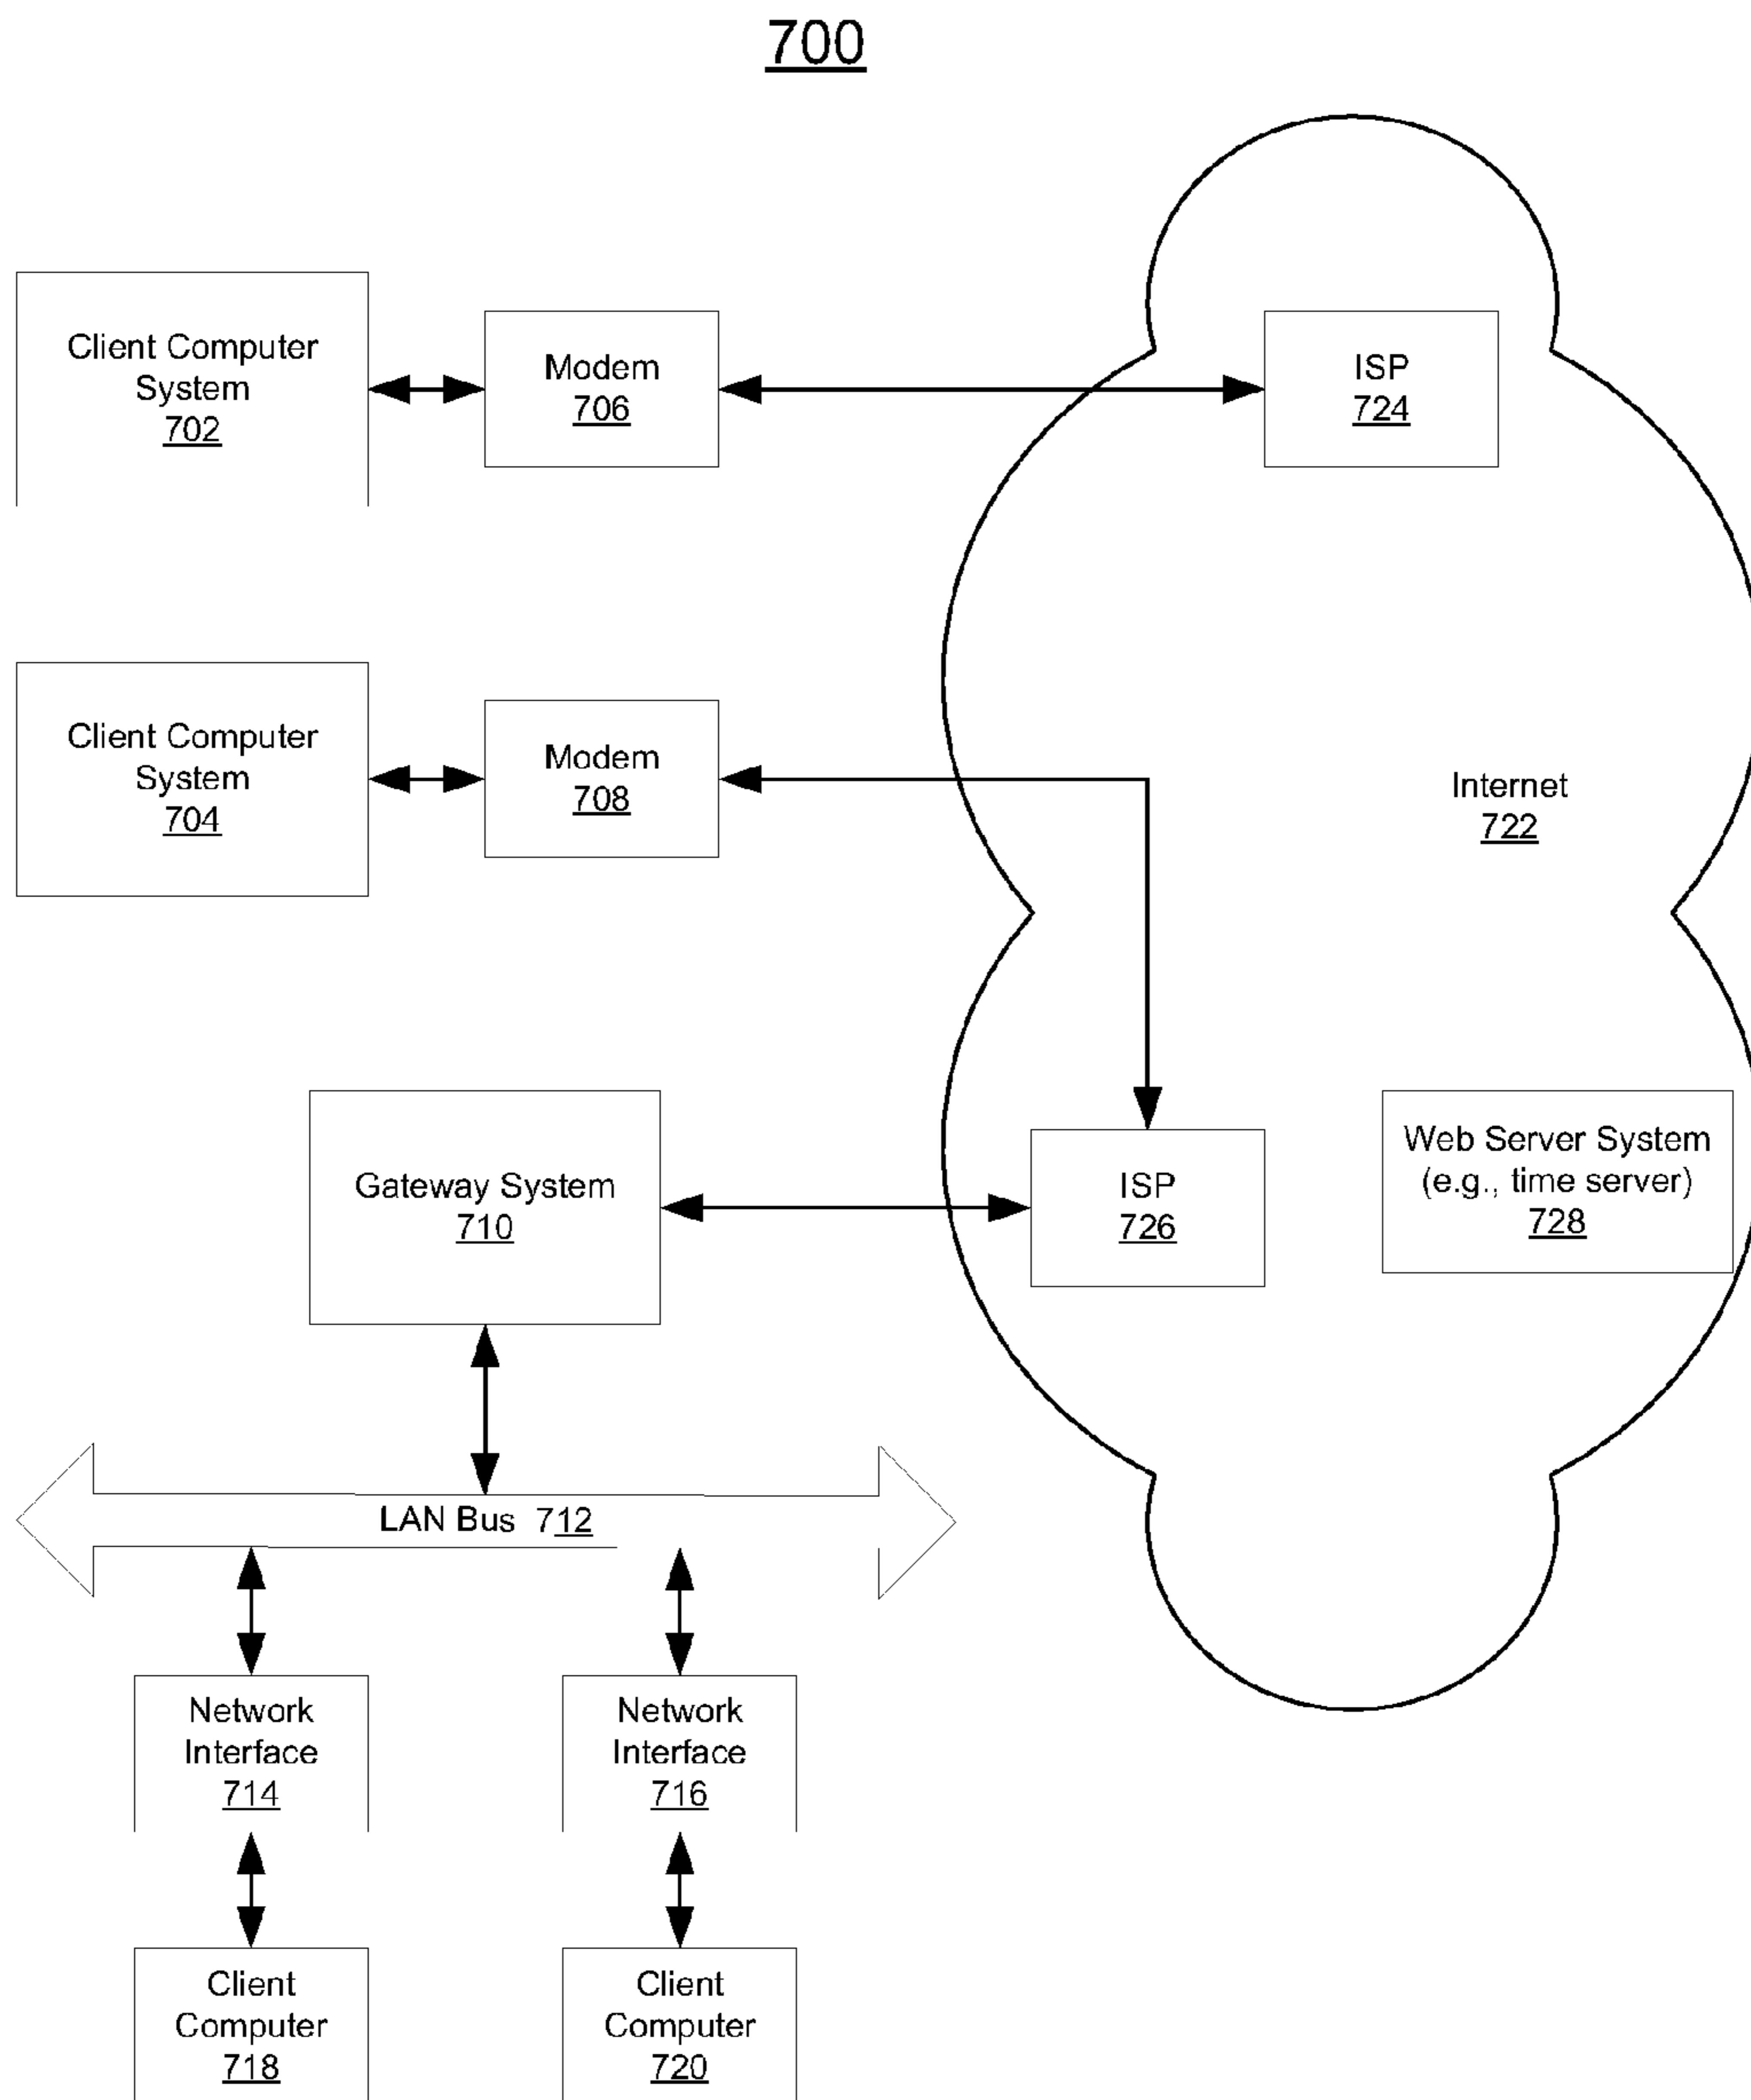 700
Client Computer
System
702
Modem
706
ISP
724
Client Computer
System
704
Modem
708
Internet
722
Gateway System
710
ISP
726
Web Server System
(e.g., time server)
728
LAN Bus 712
Network
Interface
714
Network
Interface
716
Client
Computer
718
Client
Computer
720